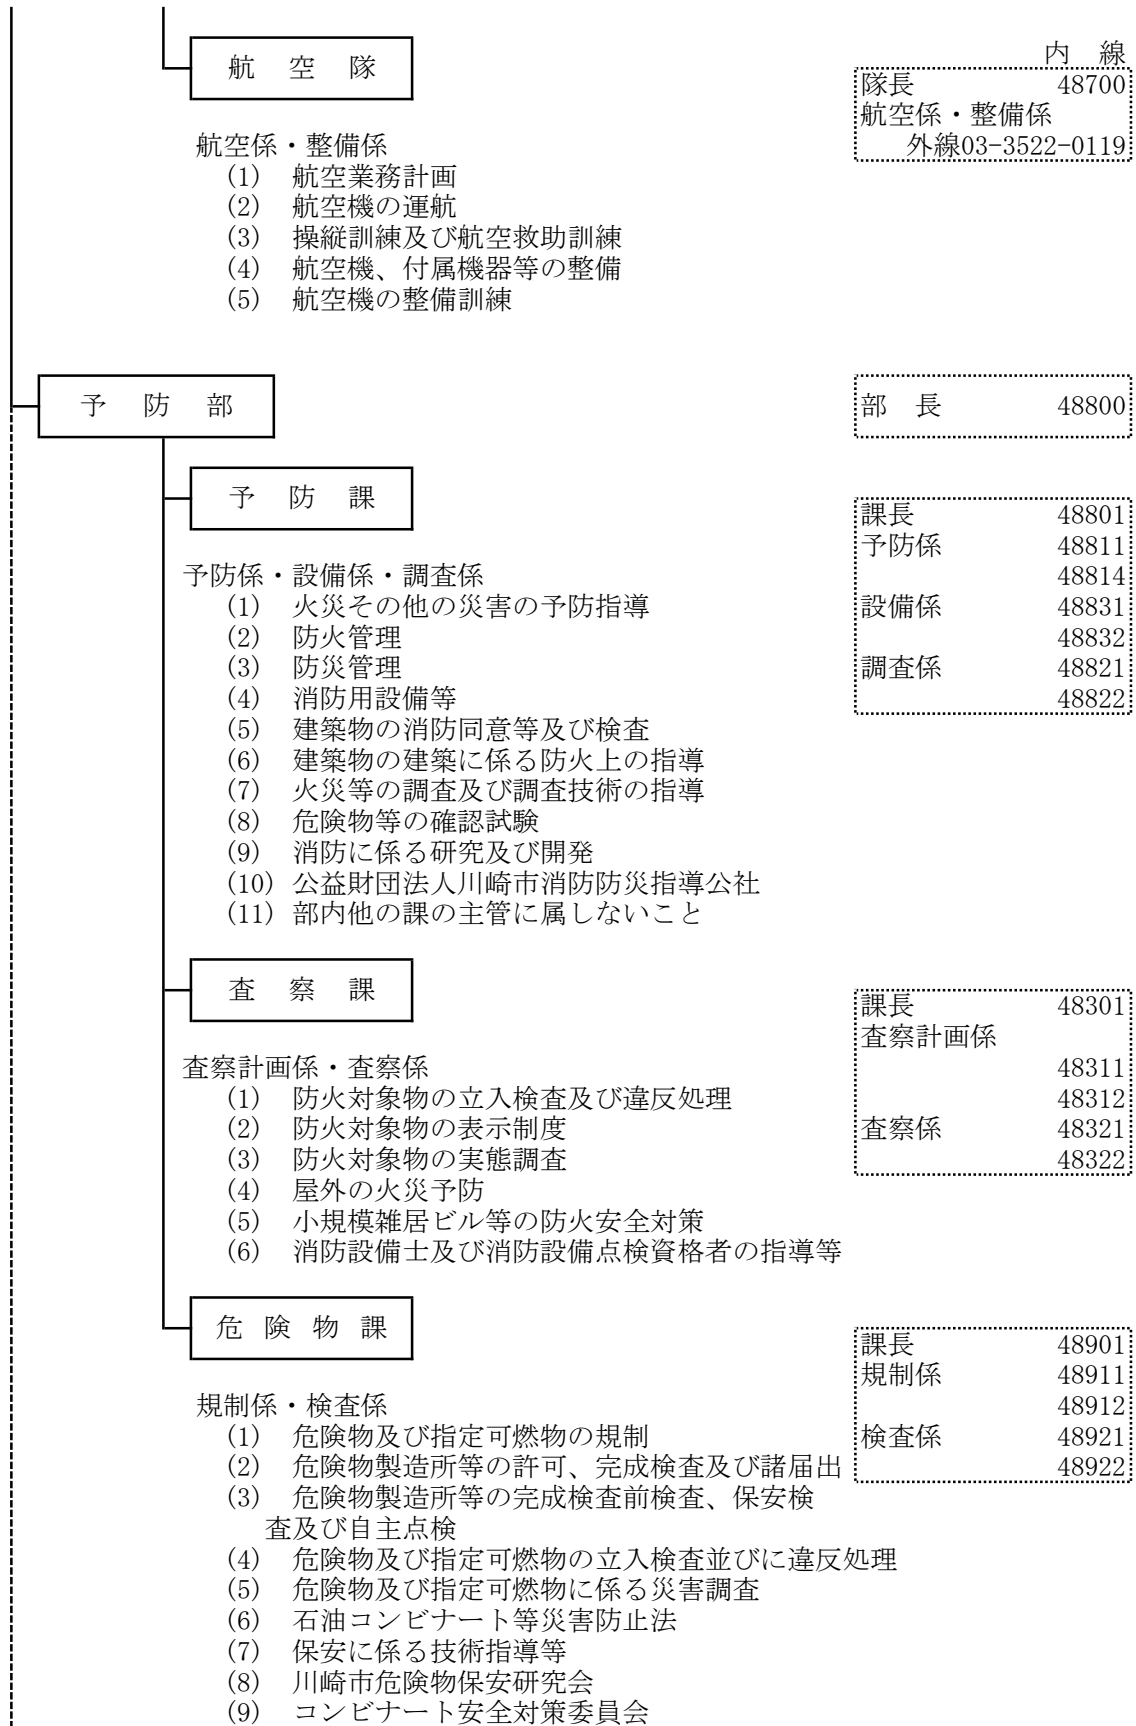 内　線
航　空　隊
隊長　48700
航空係・整備係
外線03-3522-0119
航空係・整備係
(1)　航空業務計画
(2)　航空機の運航
(3)　操縦訓練及び航空救助訓練
(4)　航空機、付属機器等の整備
(5)　航空機の整備訓練
予　防　部
部　長　48800
予　防　課
課長　48801
予防係　48811
48814
設備係　48831
48832
調査係　48821
48822
予防係・設備係・調査係
(1)　火災その他の災害の予防指導
(2)　防火管理
(3)　防災管理
(4)　消防用設備等
(5)　建築物の消防同意等及び検査
(6)　建築物の建築に係る防火上の指導
(7)　火災等の調査及び調査技術の指導
(8)　危険物等の確認試験
(9)　消防に係る研究及び開発
(10) 公益財団法人川崎市消防防災指導公社
(11) 部内他の課の主管に属しないこと
査　察　課
課長　48301
査察計画係
48311
48312
査察係　48321
48322
査察計画係・査察係
(1)　防火対象物の立入検査及び違反処理
(2)　防火対象物の表示制度
(3)　防火対象物の実態調査
(4)　屋外の火災予防
(5)　小規模雑居ビル等の防火安全対策
(6)　消防設備士及び消防設備点検資格者の指導等
危　険　物　課
課長　48901
規制係　48911
48912
検査係　48921
48922
規制係・検査係
(1)　危険物及び指定可燃物の規制
(2)　危険物製造所等の許可、完成検査及び諸届出
(3)　危険物製造所等の完成検査前検査、保安検
査及び自主点検
(4)　危険物及び指定可燃物の立入検査並びに違反処理
(5)　危険物及び指定可燃物に係る災害調査
(6)　石油コンビナート等災害防止法
(7)　保安に係る技術指導等
(8)　川崎市危険物保安研究会
(9)　コンビナート安全対策委員会